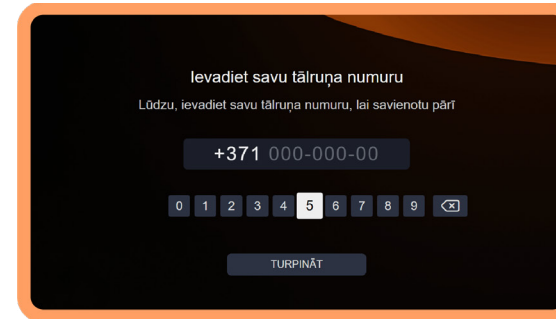 Ievadiet savu tālruņa numuru
Lūdzu, ievadiet savu tālruņa numuru, lai savienotu pārī
+371 000-000-00
0 1 2 3 4 5 6 7 8 9
TURPINĀT